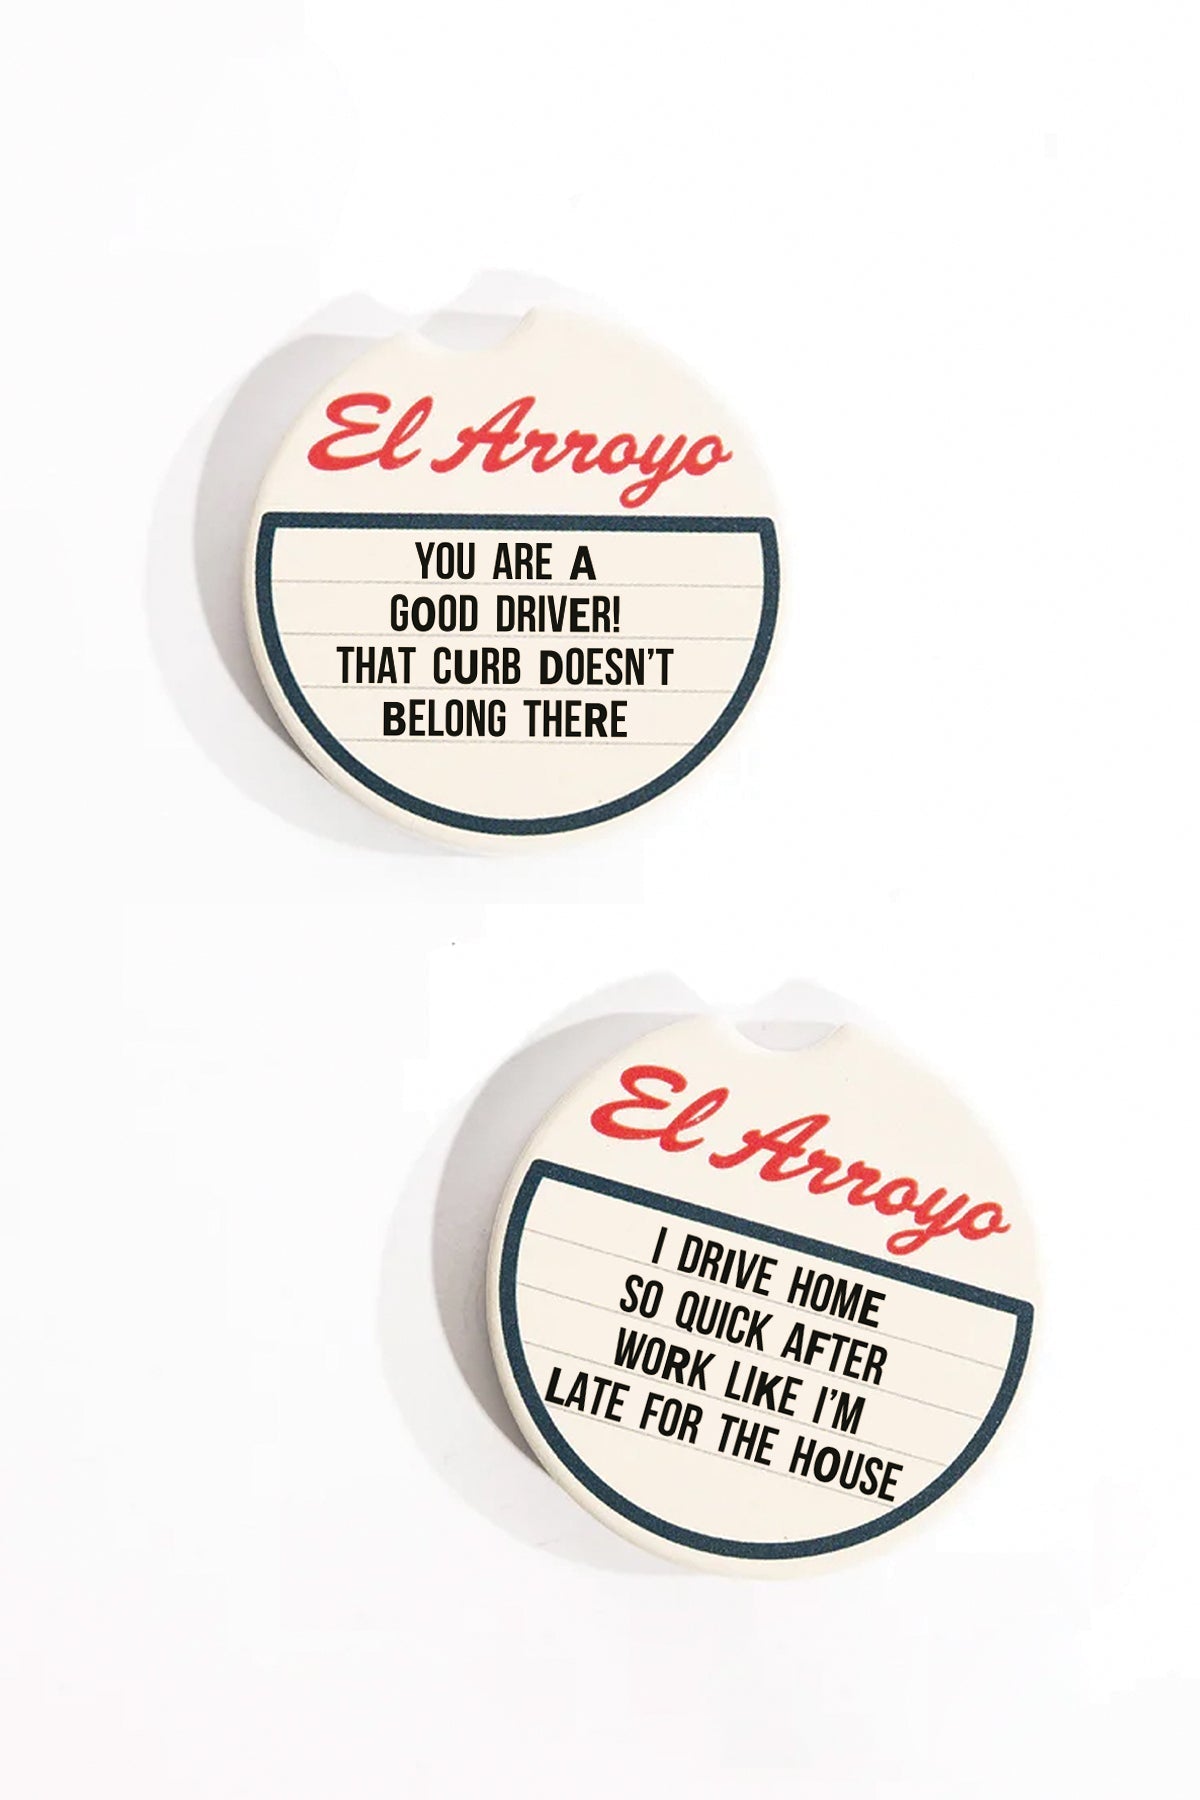 El Arroyo
YOU ARE A
GOOD DRIVER!
THAT CURB DOESN'T
BELONG THERE
El Arroyo
I DRIVE HOME
SO QUICK AFTER
WORK LIKE I'M
LATE FOR THE HOUSE